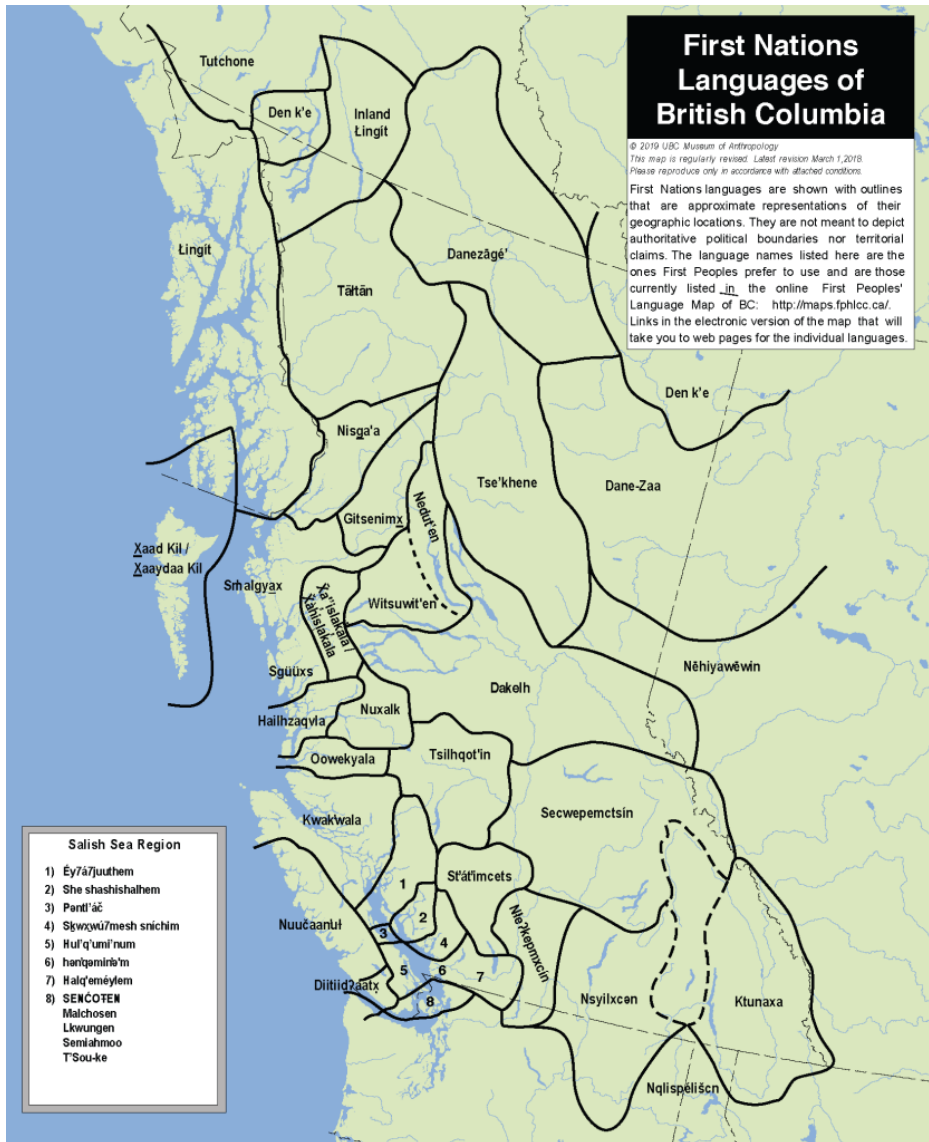 First Nations
Languages of
British Columbia
© 2019 UBC Museum of Anthropology
This map is regularly revised. Latest revision March 1,2018.
Please reproduce only in accordance with attached conditions.
First Nations languages are shown with outlines
that are approximate representations of their
geographic locations. They are not meant to depict
authoritative political boundaries nor territorial
claims. The language names listed here are the
ones First Peoples prefer to use and are those
currently listed in the online First Peoples'
Language Map of BC: http://maps.fphlcc.ca/.
Links in the electronic version of the map that will
take you to web pages for the individual languages.
Tutchone
Den k'e
Inland
Łingít
Łingít
Danezāgé'
Tāłtān
Den k'e
Nisg̲a'a
Tse'khene
Dane-Zaa
Gitsenimx̲
Nedut'en
X̲aad Kil /
X̲aaydaa Kil
Sm̓algya̲x
Witsuwit'en
Sgüüx̣s
Nēhiyawēwin
Dakelh
Hailhzaqvla
Nuxalk
Oowekyala
Tsilhqot'in
Secwepemctsín
Kwak̓wala
St̓át̓imcets
Nuučaan̓uł
Diitiidʔaatx̣
Nsyilxcən
Ktunaxa
Nqlispélišcn
1
2
3
4
5
6
7
8
Salish Sea Region
1) Éy7á7juuthem
2) She shashishalhem
3) Pəntl'áč
4) Sḵwx̱wú7mesh sníchim
5) Hul'q'umi'num
6) hən̓q̓əmin̓ə'm
7) Halq'eméylem
8) SENĆOŦEN
Malchosen
Lkwungen
Semiahmoo
T'Sou-ke